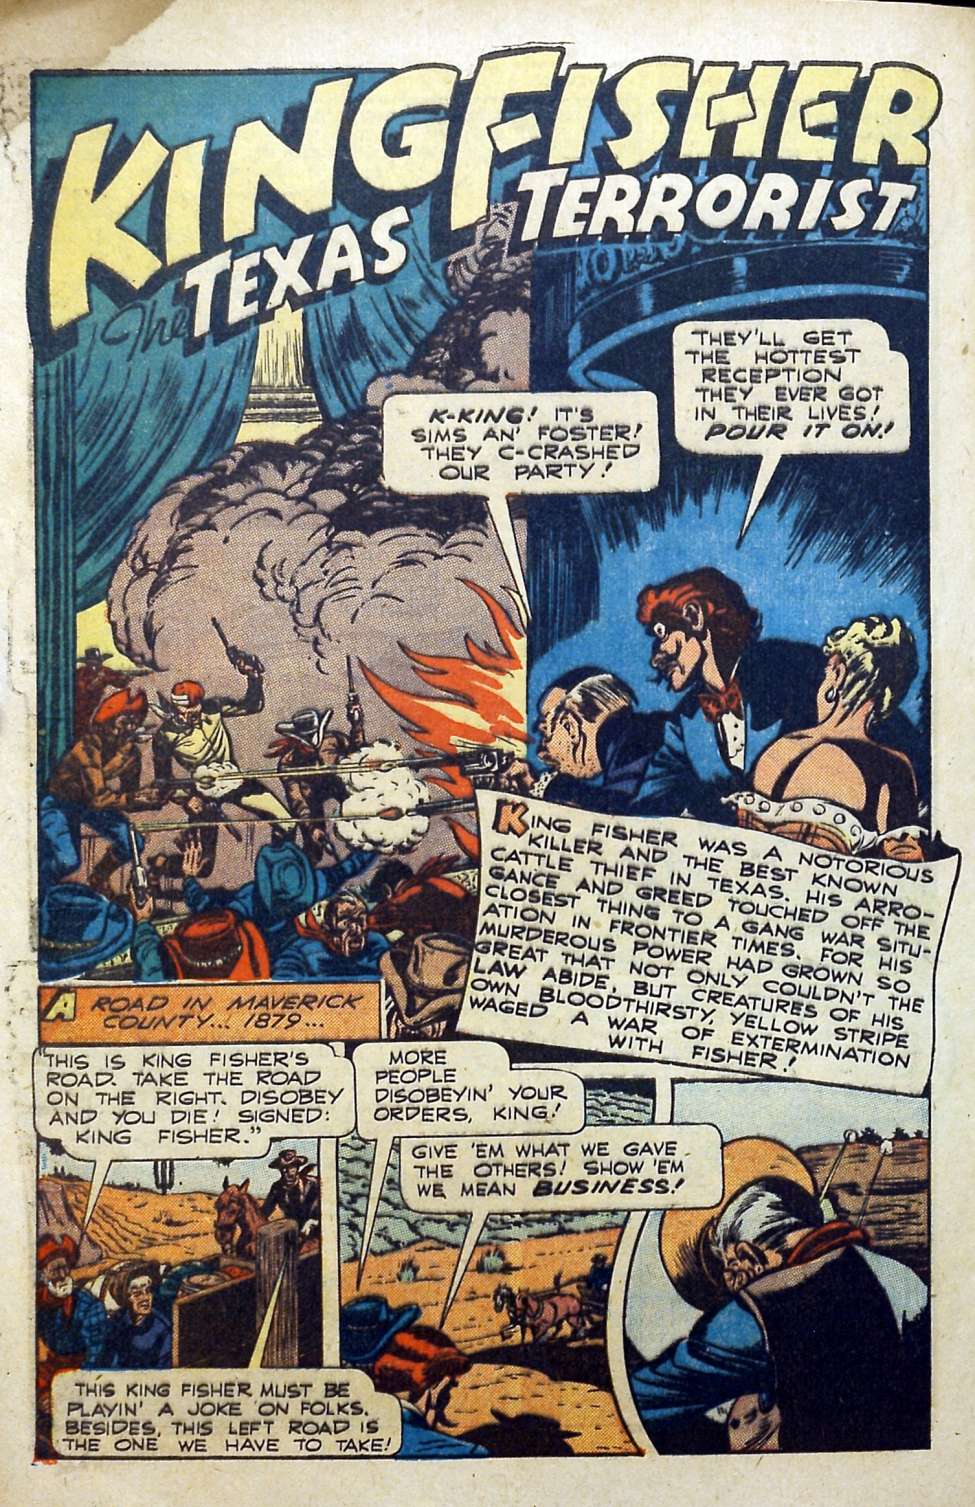 KING FISHER
The TEXAS TERRORIST
K-KING! IT'S
SIMS AN' FOSTER!
THEY C-CRASHED
OUR PARTY!
THEY'LL GET
THE HOTTEST
RECEPTION
THEY EVER GOT
IN THEIR LIVES!
POUR IT ON!
KING FISHER WAS A NOTORIOUS
KILLER AND THE BEST KNOWN
CATTLE THIEF IN TEXAS. HIS ARRO-
GANCE AND GREED TOUCHED OFF THE
CLOSEST THING TO A GANG WAR SITU-
ATION IN FRONTIER TIMES. FOR HIS
MURDEROUS POWER HAD GROWN SO
GREAT THAT NOT ONLY COULDN'T THE
LAW ABIDE, BUT CREATURES OF HIS
OWN BLOODTHIRSTY, YELLOW STRIPE
WAGED A WAR OF EXTERMINATION
WITH FISHER!
A ROAD IN MAVERICK
COUNTY... 1879...
"THIS IS KING FISHER'S
ROAD. TAKE THE ROAD
ON THE RIGHT. DISOBEY
AND YOU DIE! SIGNED:
KING FISHER."
THIS KING FISHER MUST BE
PLAYIN' A JOKE ON FOLKS.
BESIDES, THIS LEFT ROAD IS
THE ONE WE HAVE TO TAKE!
MORE
PEOPLE
DISOBEYIN' YOUR
ORDERS, KING!
GIVE 'EM WHAT WE GAVE
THE OTHERS! SHOW 'EM
WE MEAN BUSINESS!